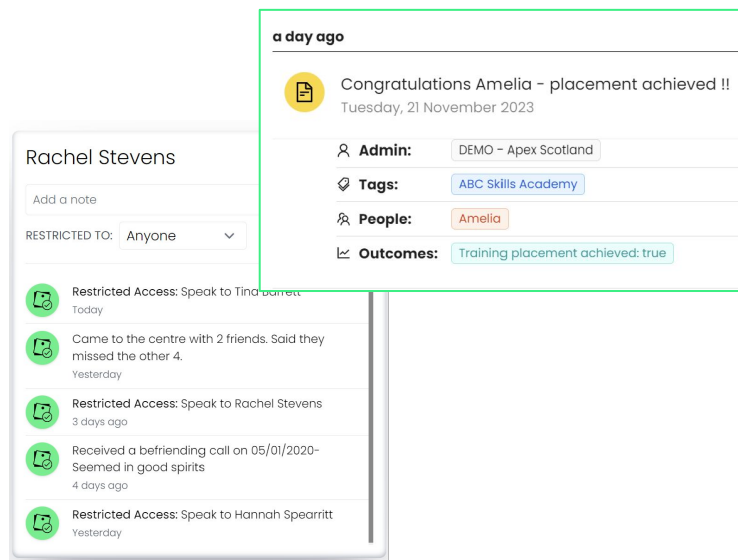 a day ago
Congratulations Amelia - placement achieved !!
Tuesday, 21 November 2023
Admin: DEMO - Apex Scotland
Tags: ABC Skills Academy
People: Amelia
Outcomes: Training placement achieved: true
Rachel Stevens
Add a note
RESTRICTED TO: Anyone
Restricted Access: Speak to Tina Barrett
Today
Came to the centre with 2 friends. Said they
missed the other 4.
Yesterday
Restricted Access: Speak to Rachel Stevens
3 days ago
Received a befriending call on 05/01/2020-
Seemed in good spirits
4 days ago
Restricted Access: Speak to Hannah Spearritt
Yesterday